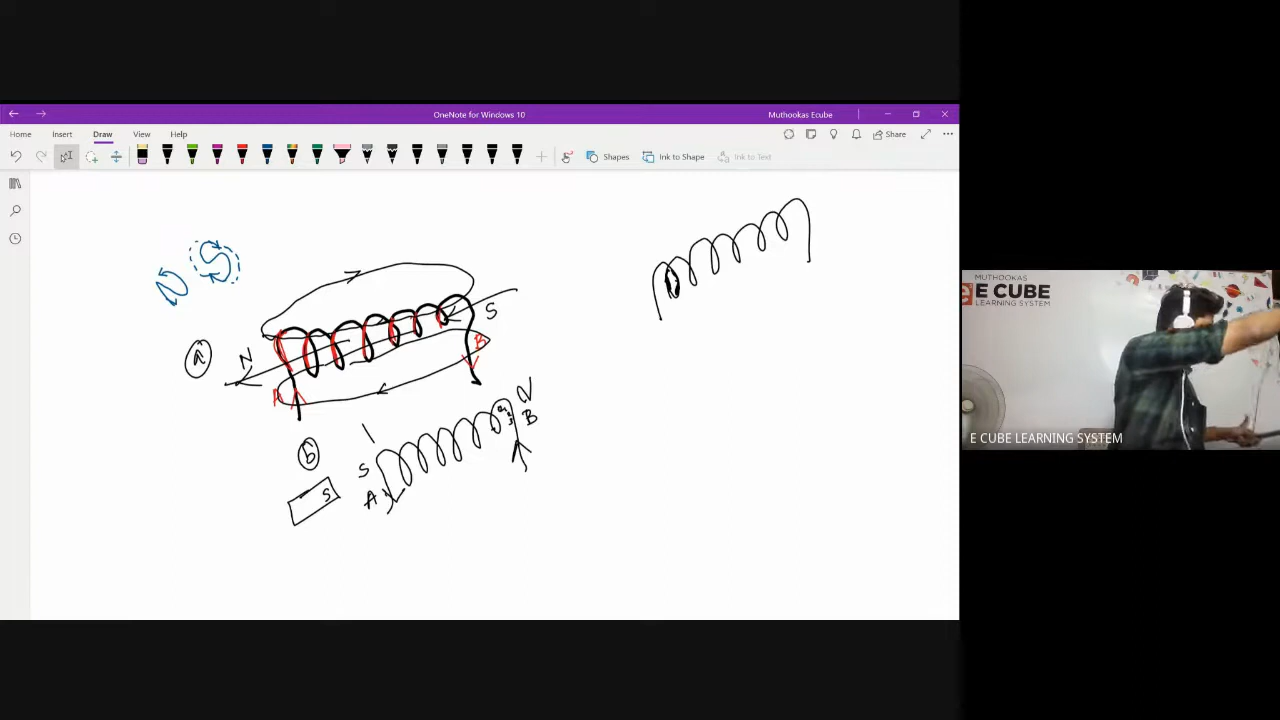 OneNote for Windows 10
Muthookas Ecube
Home Insert Draw View Help
Share
Shapes
Ink to Shape
Ink to Text
N S
S
B
a N
A
N
B
b S
S A
MUTHOOKAS
E CUBE
LEARNING SYSTEM
E CUBE LEARNING SYSTEM